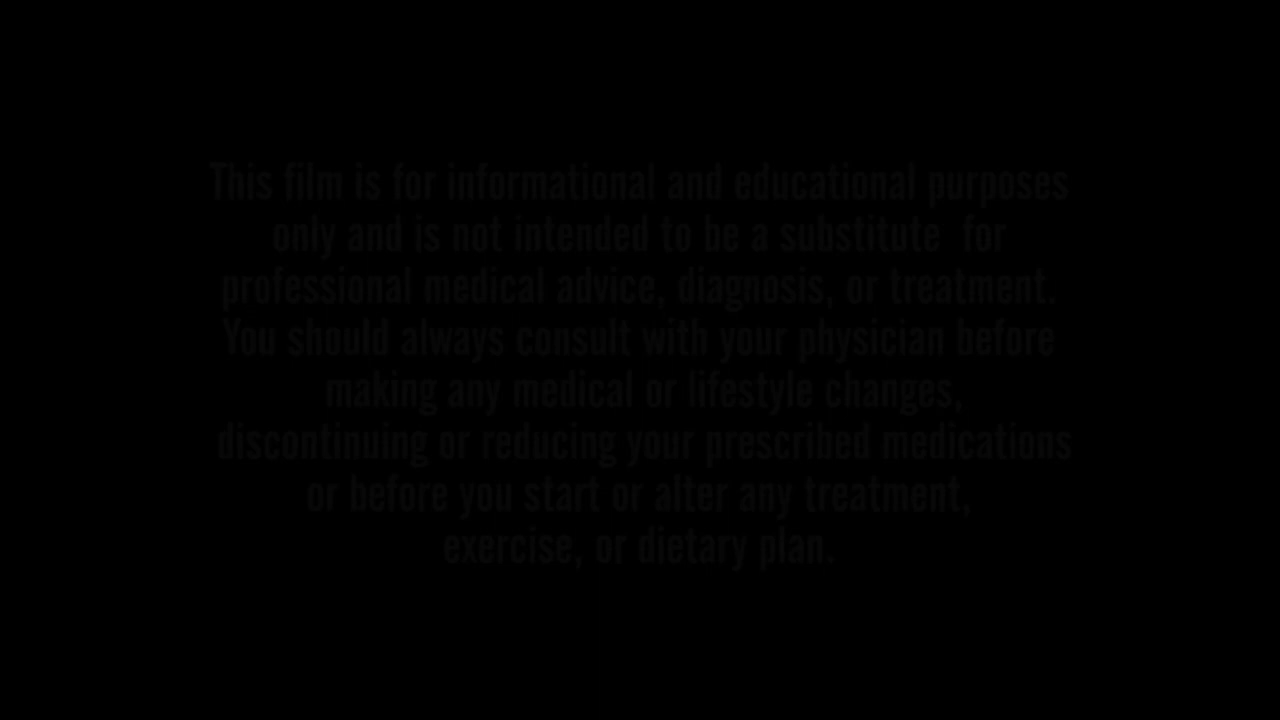 This film is for informational and educational purposes
only and is not intended to be a substitute for
professional medical advice, diagnosis, or treatment.
You should always consult with your physician before
making any medical or lifestyle changes,
discontinuing or reducing your prescribed medications
or before you start or alter any treatment,
exercise, or dietary plan.